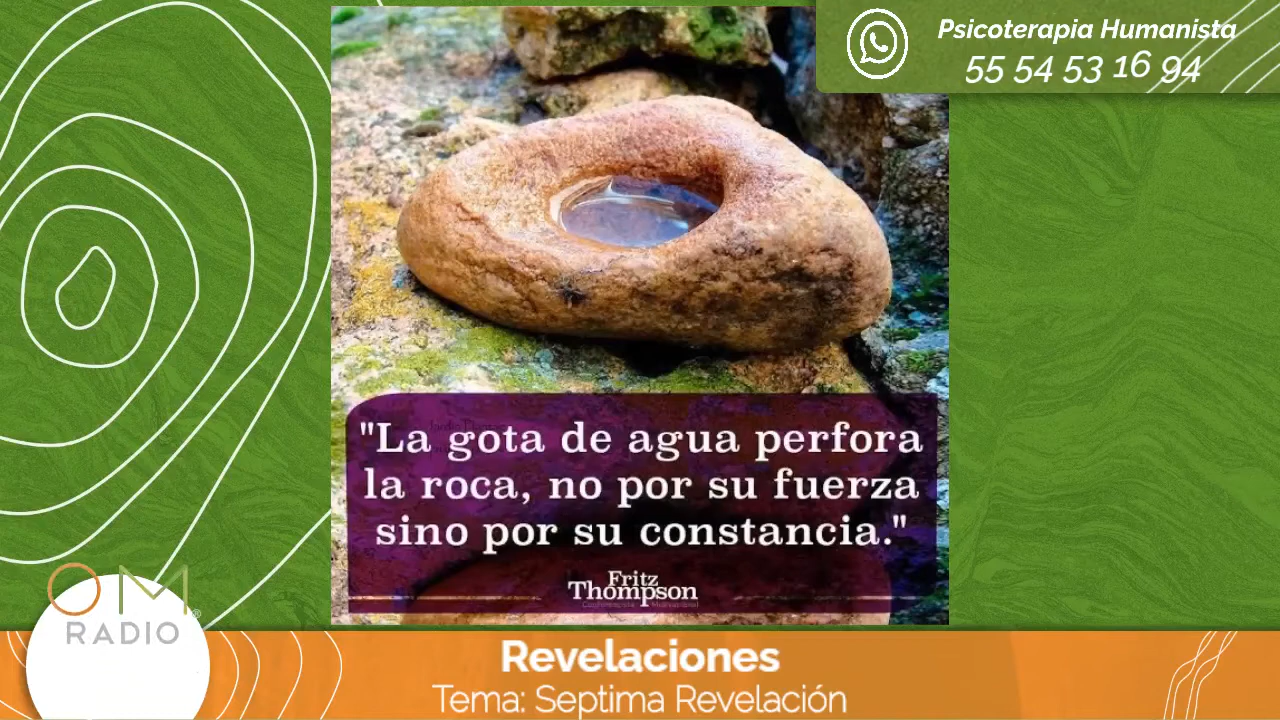 Psicoterapia Humanista
55 54 53 16 94
"La gota de agua perfora
la roca, no por su fuerza
sino por su constancia."
Fritz
Thompson
OM
RADIO
®
Revelaciones
Tema: Septima Revelación